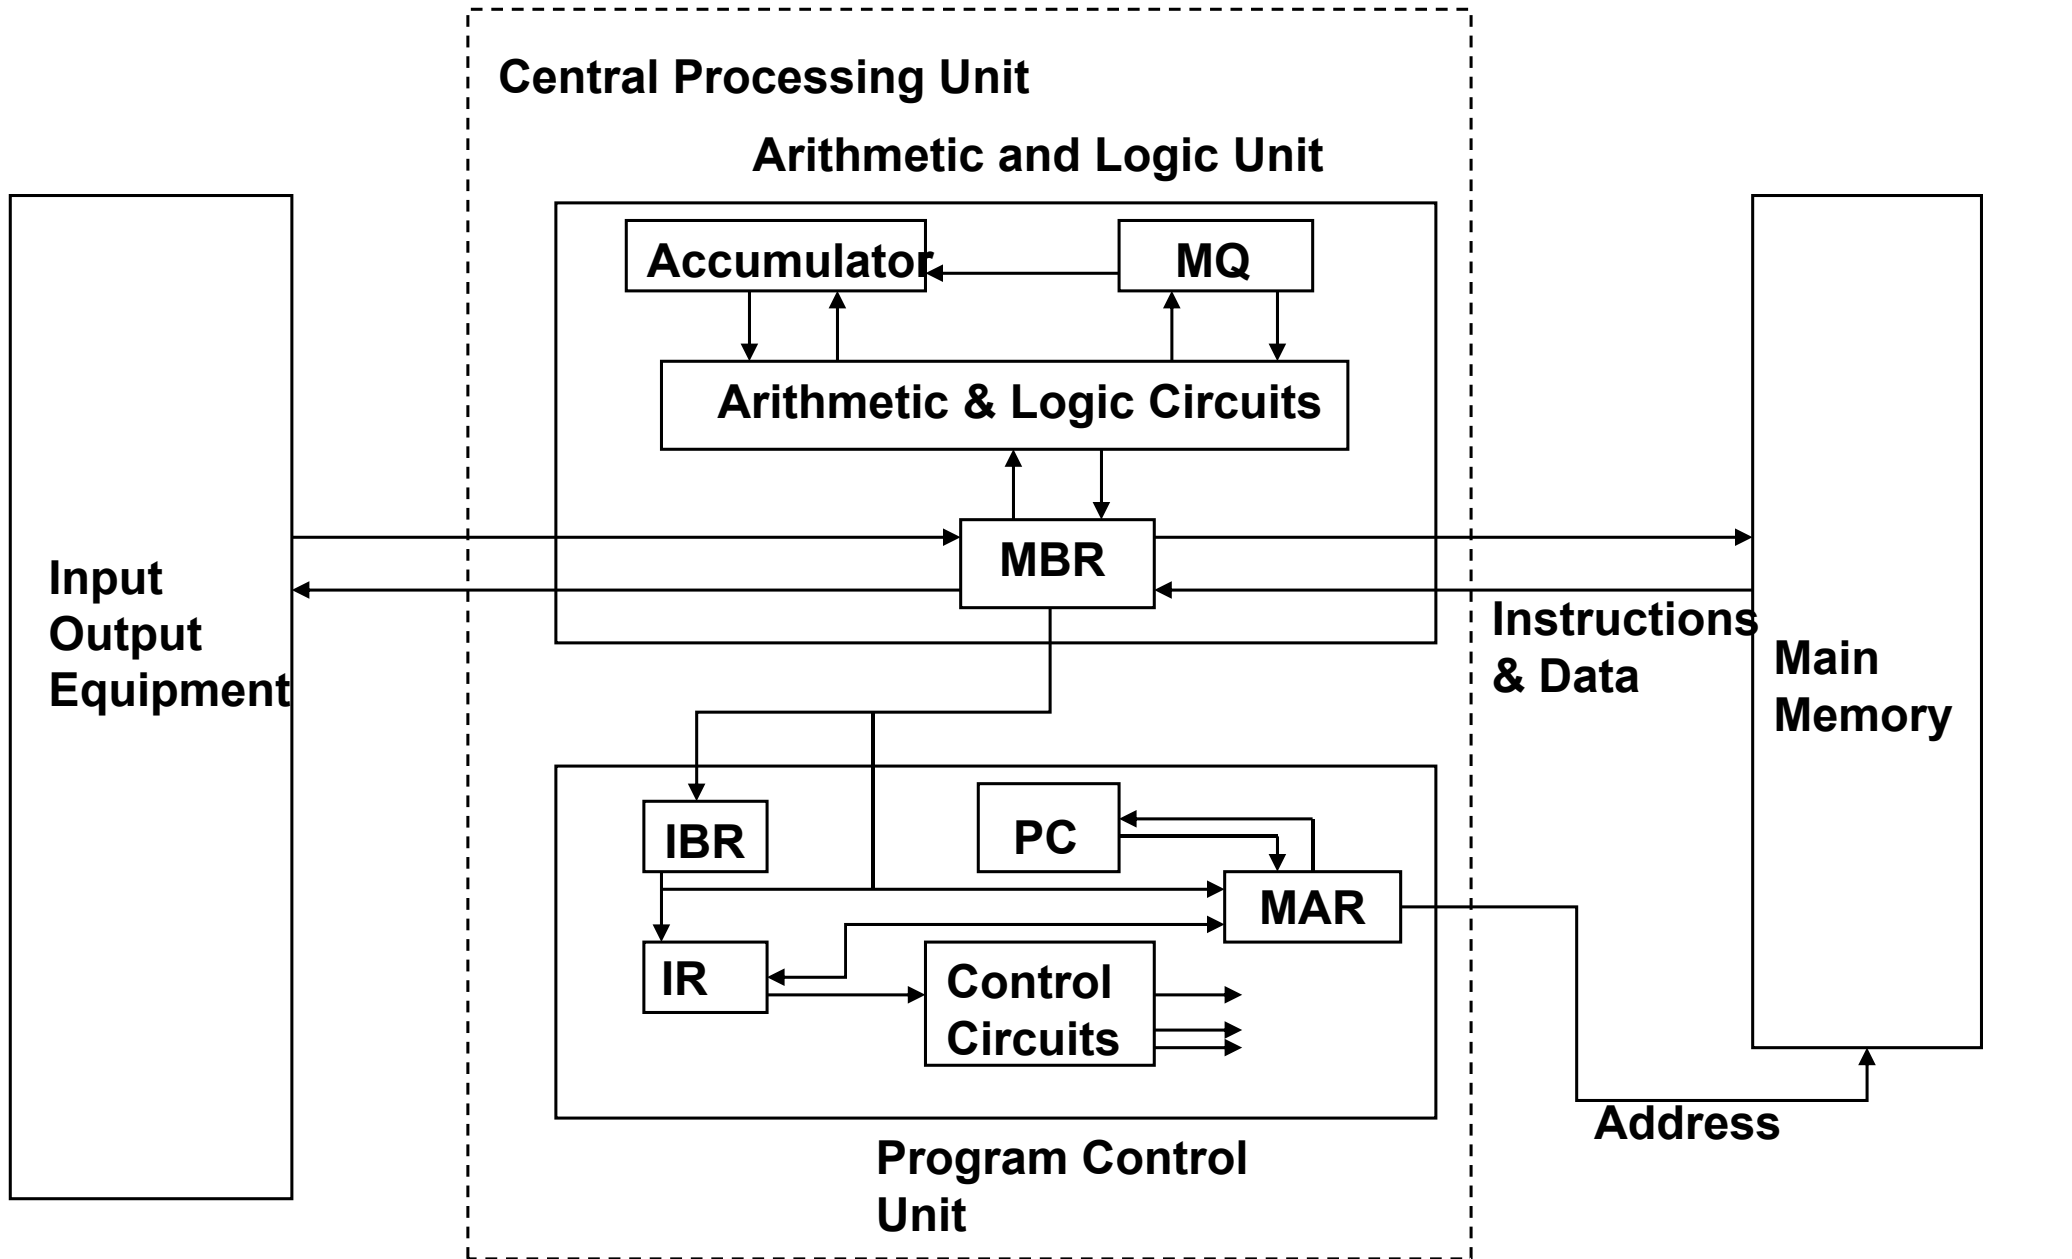 Central Processing Unit
Arithmetic and Logic Unit
Accumulator
MQ
Arithmetic & Logic Circuits
MBR
Input
Output
Equipment
Instructions
& Data
Main
Memory
IBR
PC
MAR
IR
Control
Circuits
Address
Program Control
Unit